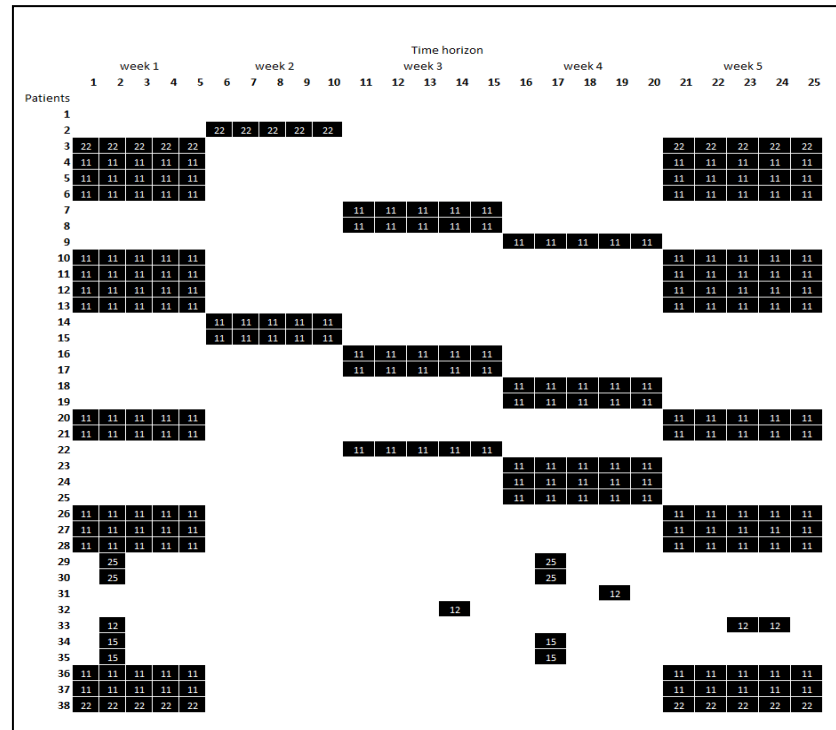 Time horizon
week 1 week 2 week 3 week 4 week 5
1 2 3 4 5 6 7 8 9 10 11 12 13 14 15 16 17 18 19 20 21 22 23 24 25
Patients
1
2 22 22 22 22 22
3 22 22 22 22 22 22 22 22 22 22
4 11 11 11 11 11 11 11 11 11 11
5 11 11 11 11 11 11 11 11 11 11
6 11 11 11 11 11 11 11 11 11 11
7 11 11 11 11 11
8 11 11 11 11 11
9 11 11 11 11 11
10 11 11 11 11 11 11 11 11 11 11
11 11 11 11 11 11 11 11 11 11 11
12 11 11 11 11 11 11 11 11 11 11
13 11 11 11 11 11 11 11 11 11 11
14 11 11 11 11 11
15 11 11 11 11 11
16 11 11 11 11 11
17 11 11 11 11 11
18 11 11 11 11 11
19 11 11 11 11 11
20 11 11 11 11 11 11 11 11 11 11
21 11 11 11 11 11 11 11 11 11 11
22 11 11 11 11 11
23 11 11 11 11 11
24 11 11 11 11 11
25 11 11 11 11 11
26 11 11 11 11 11 11 11 11 11 11
27 11 11 11 11 11 11 11 11 11 11
28 11 11 11 11 11 11 11 11 11 11
29 25 25
30 25 25
31 12
32 12
33 12 12 12
34 15 15
35 15 15
36 11 11 11 11 11 11 11 11 11 11
37 11 11 11 11 11 11 11 11 11 11
38 22 22 22 22 22 22 22 22 22 22